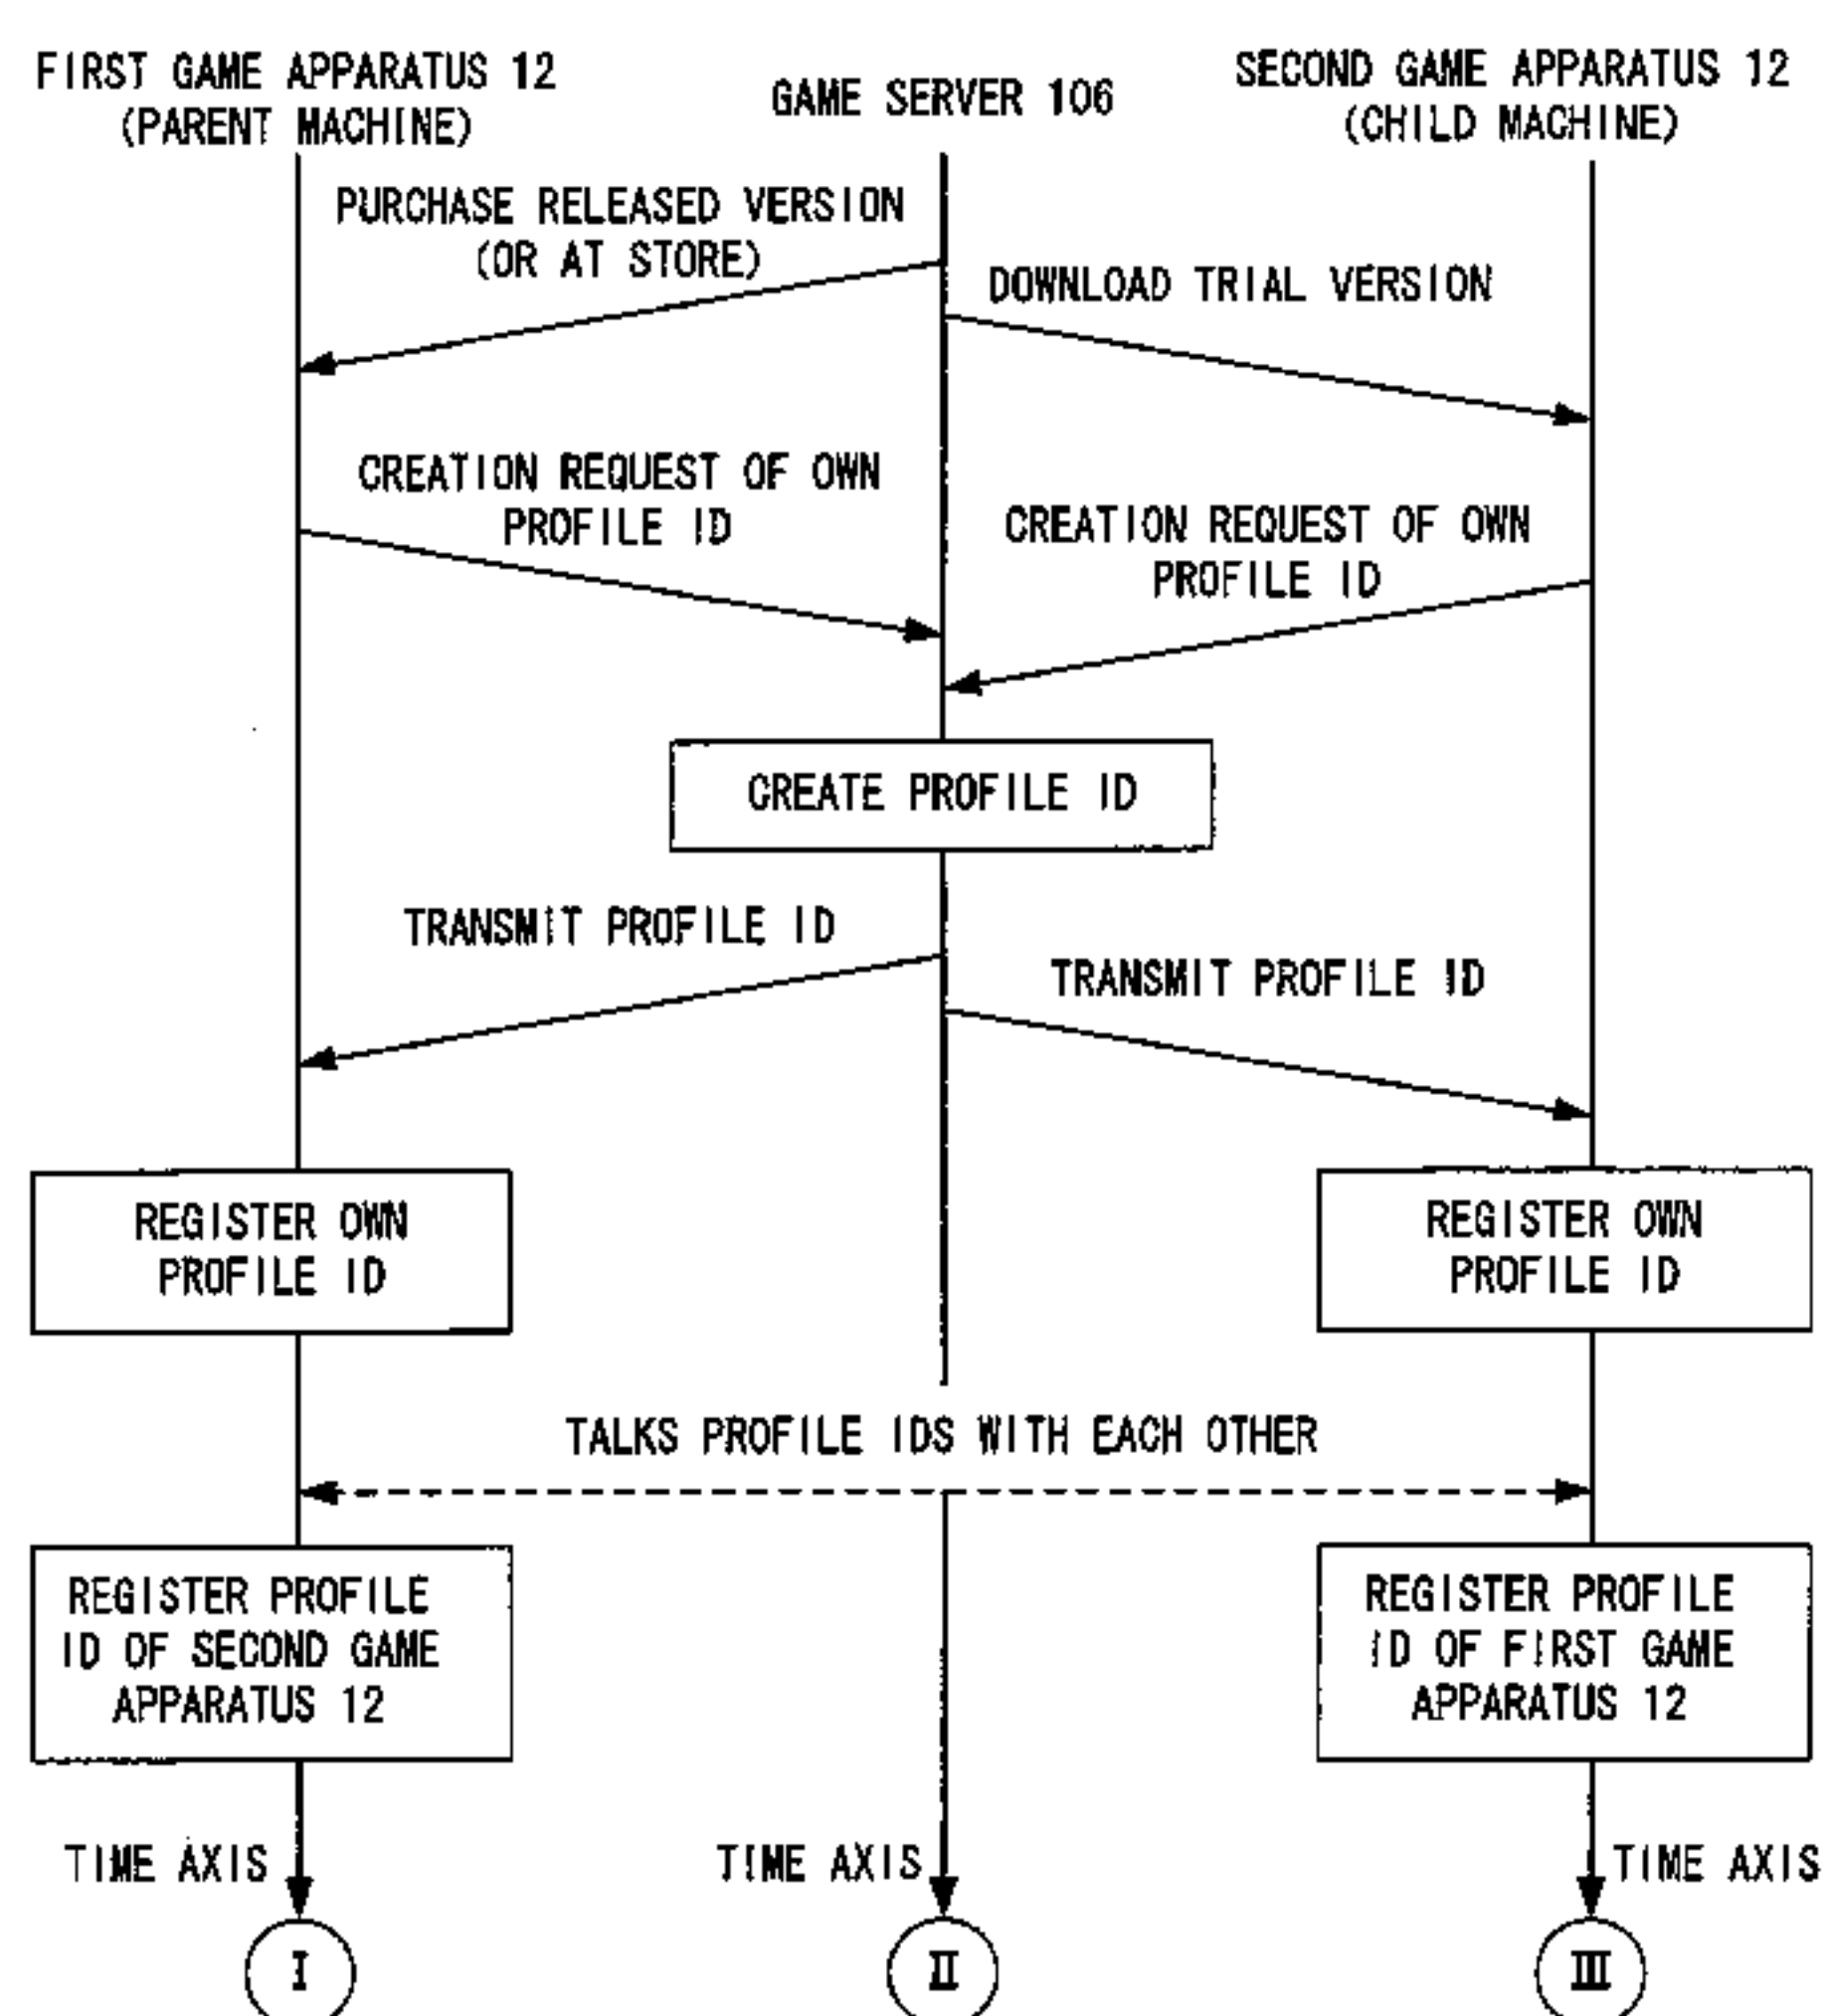 FIRST GAME APPARATUS 12
(PARENT MACHINE)
GAME SERVER 106
SECOND GAME APPARATUS 12
(CHILD MACHINE)
PURCHASE RELEASED VERSION
(OR AT STORE)
DOWNLOAD TRIAL VERSION
CREATION REQUEST OF OWN
PROFILE ID
CREATION REQUEST OF OWN
PROFILE ID
CREATE PROFILE ID
TRANSMIT PROFILE ID
TRANSMIT PROFILE ID
REGISTER OWN
PROFILE ID
REGISTER OWN
PROFILE ID
TALKS PROFILE IDS WITH EACH OTHER
REGISTER PROFILE
ID OF SECOND GAME
APPARATUS 12
REGISTER PROFILE
ID OF FIRST GAME
APPARATUS 12
TIME AXIS
TIME AXIS
TIME AXIS
I
II
III